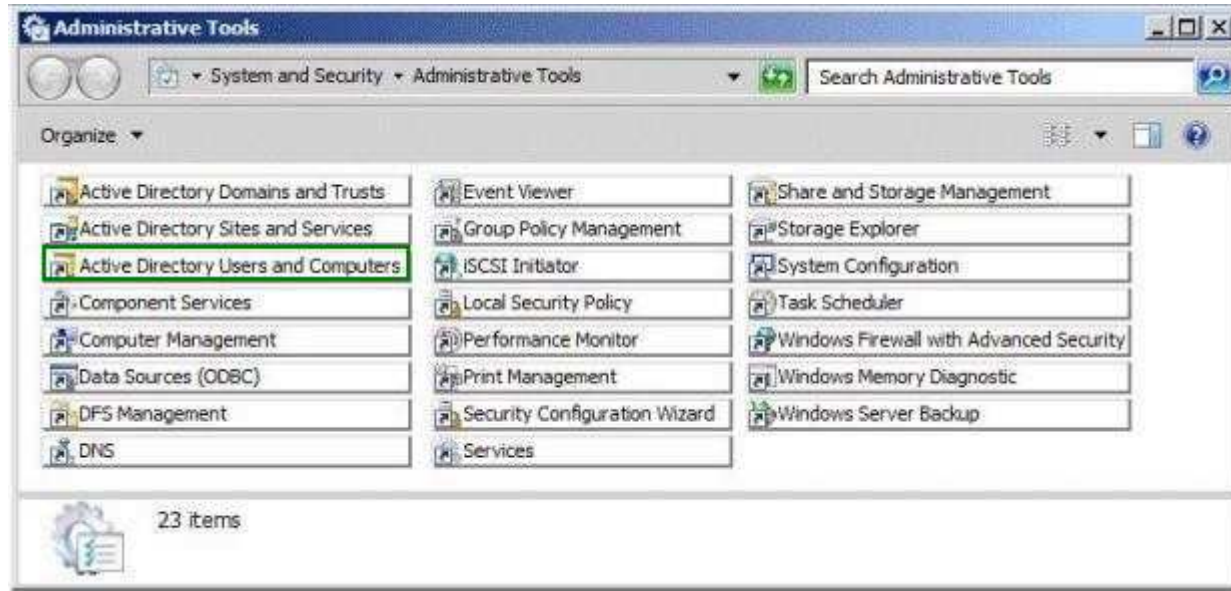 Administrative Tools
System and Security Administrative Tools
Search Administrative Tools
Organize
Active Directory Domains and Trusts
Active Directory Sites and Services
Active Directory Users and Computers
Component Services
Computer Management
Data Sources (ODBC)
DFS Management
DNS
Event Viewer
Group Policy Management
iSCSI Initiator
Local Security Policy
Performance Monitor
Print Management
Security Configuration Wizard
Services
Share and Storage Management
Storage Explorer
System Configuration
Task Scheduler
Windows Firewall with Advanced Security
Windows Memory Diagnostic
Windows Server Backup
23 items